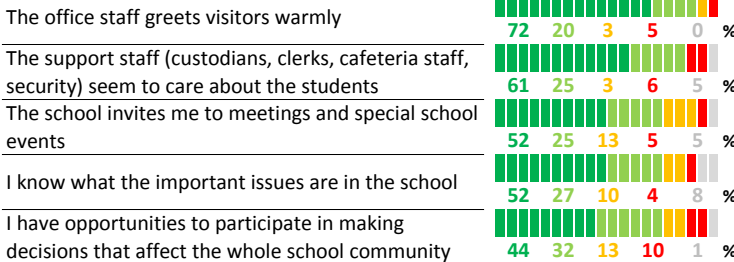 The office staff greets visitors warmly
72 20 3 5 0 %
The support staff (custodians, clerks, cafeteria staff,
security) seem to care about the students
61 25 3 6 5 %
The school invites me to meetings and special school
events
52 25 13 5 5 %
I know what the important issues are in the school
52 27 10 4 8 %
I have opportunities to participate in making
decisions that affect the whole school community
44 32 13 10 1 %